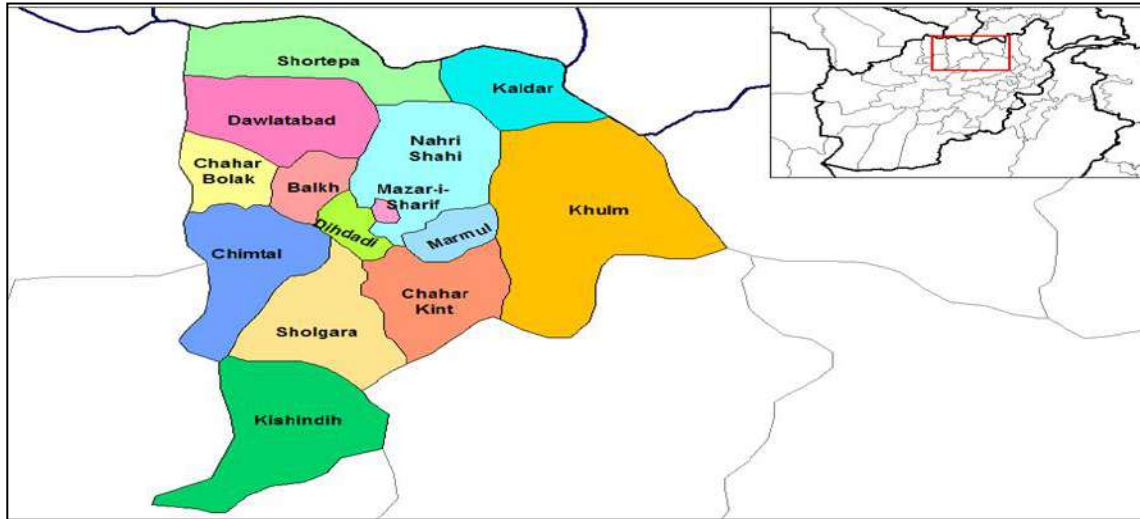 Shortepa
Kaldar
Dawlatabad
Nahri
Shahi
Chahar
Bolak
Balkh
Mazar-i-
Sharif
Khulm
Dihdadi
Marmul
Chimtal
Chahar
Kint
Sholgara
Kishindih